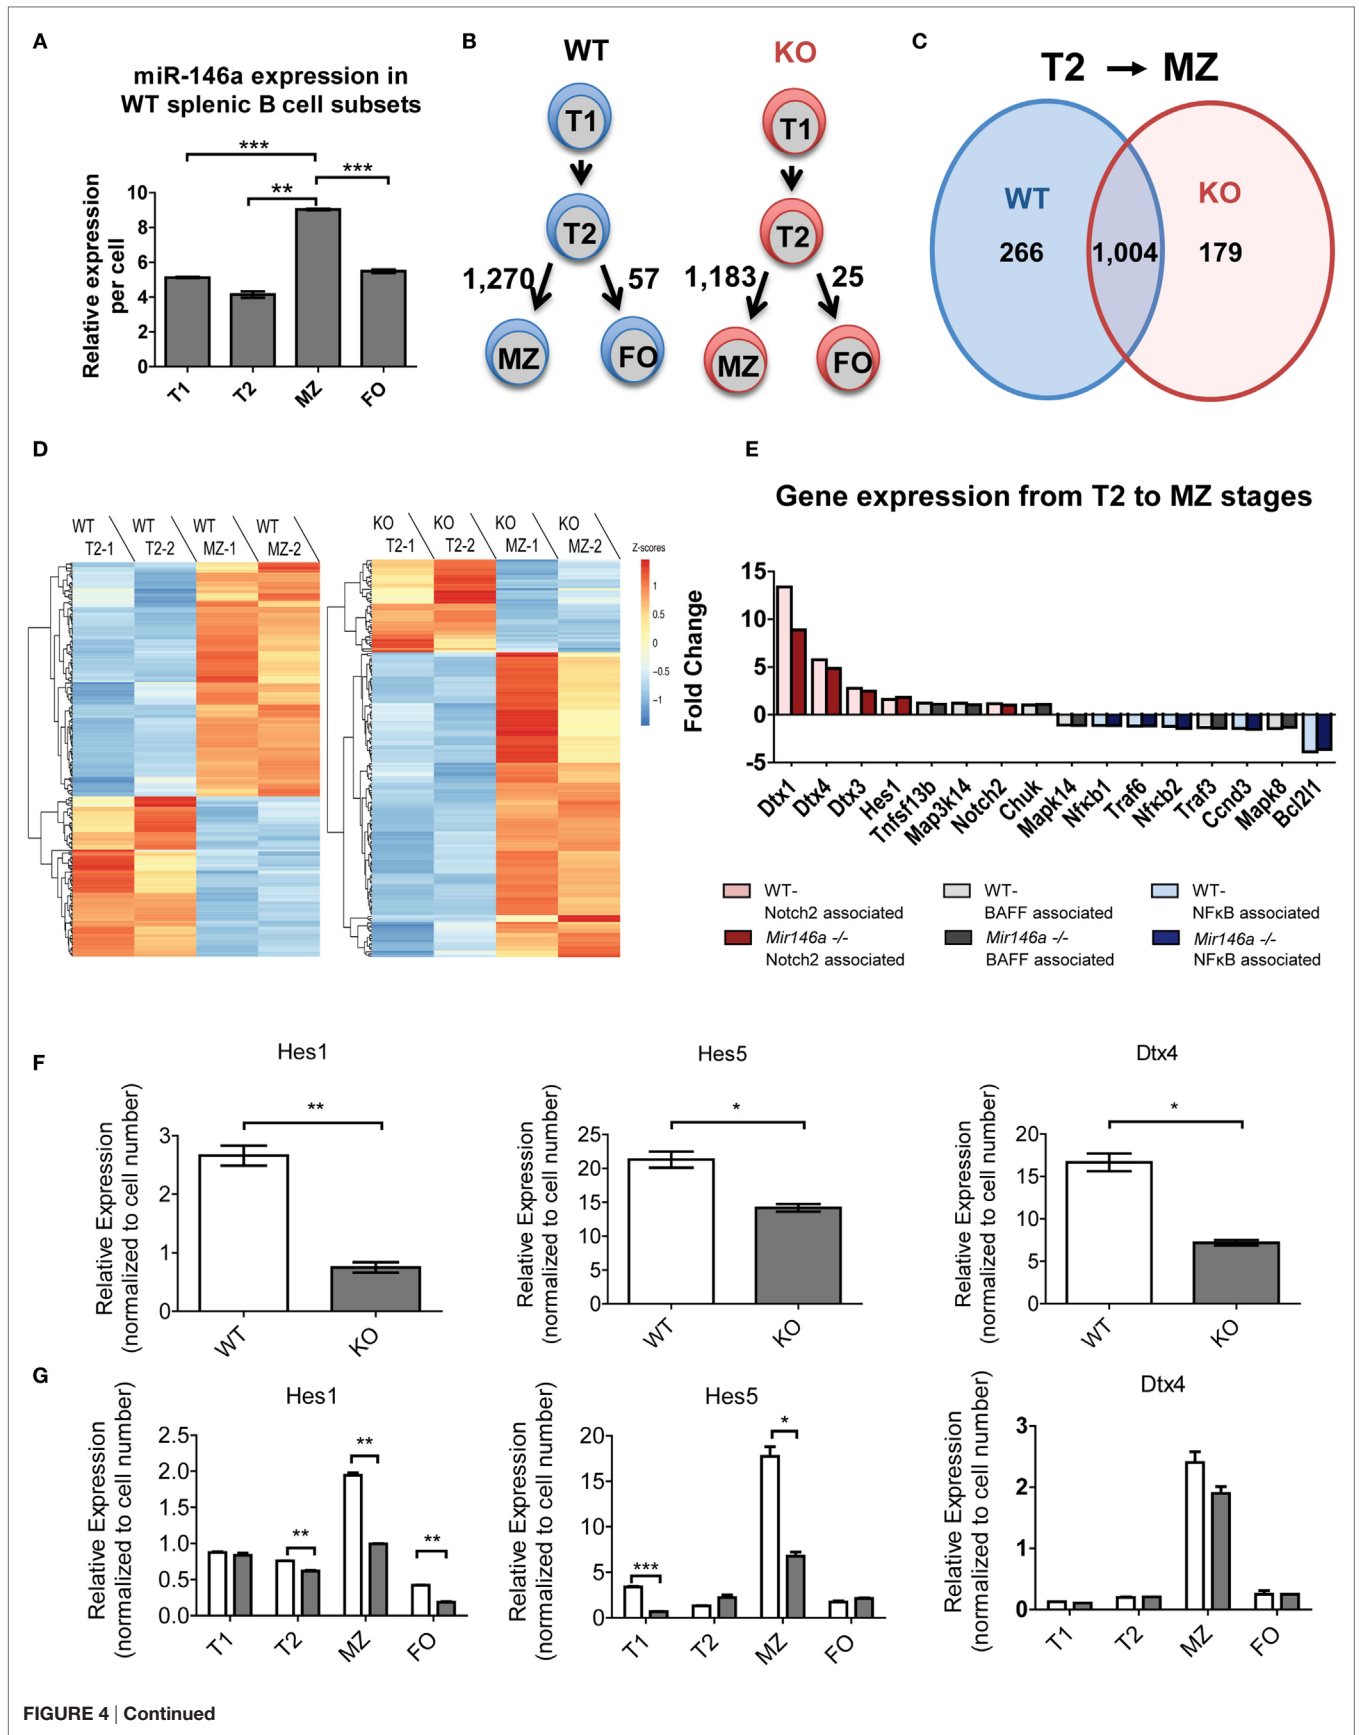 A
miR-146a expression in
WT splenic B cell subsets
***
***
**
Relative expression
per cell
10
8
6
4
2
0
T1
T2
MZ
FO
B
WT
KO
T1
T1
T2
T2
1,270
57
1,183
25
MZ
FO
MZ
FO
C
T2 → MZ
WT
KO
266
1,004
179
D
WT
T2-1
WT
T2-2
WT
MZ-1
WT
MZ-2
KO
T2-1
KO
T2-2
KO
MZ-1
KO
MZ-2
Z-scores
1
0.5
0
−0.5
−1
E
Gene expression from T2 to MZ stages
Fold Change
15
10
5
0
-5
Dtx1
Dtx4
Dtx3
Hes1
Tnfsf13b
Map3k14
Notch2
Chuk
Mapk14
Nfκb1
Traf6
Nfκb2
Traf3
Ccnd3
Mapk8
Bcl2l1
WT-
Notch2 associated
Mir146a -/-
Notch2 associated
WT-
BAFF associated
Mir146a -/-
BAFF associated
WT-
NFκB associated
Mir146a -/-
NFκB associated
F
Hes1
**
Relative Expression
(normalized to cell number)
3
2
1
0
WT
KO
Hes5
*
Relative Expression
(normalized to cell number)
25
20
15
10
5
0
WT
KO
Dtx4
*
Relative Expression
(normalized to cell number)
20
15
10
5
0
WT
KO
G
Hes1
Relative Expression
(normalized to cell number)
2.5
2.0
1.5
1.0
0.5
0.0
**
**
**
T1
T2
MZ
FO
Hes5
Relative Expression
(normalized to cell number)
20
15
10
5
0
***
*
T1
T2
MZ
FO
Dtx4
Relative Expression
(normalized to cell number)
3
2
1
0
T1
T2
MZ
FO
FIGURE 4 | Continued